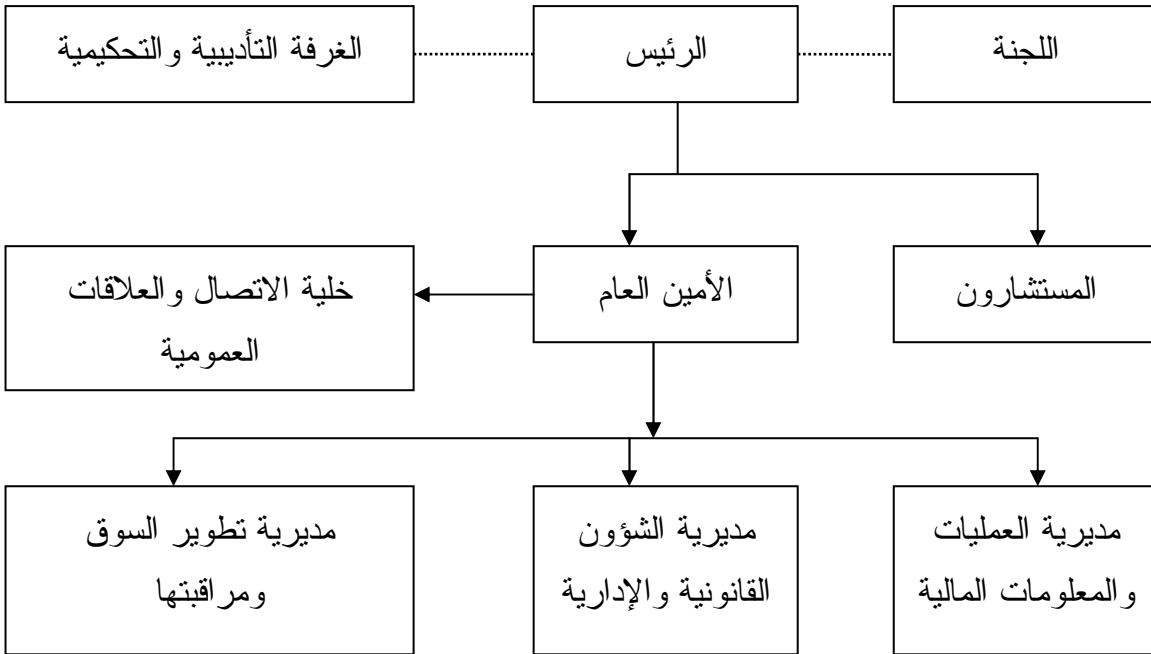 اللجنة
الرئيس
الغرفة التأديبية والتحكيمية
المستشارون
الأمين العام
خلية الاتصال والعلاقات
العمومية
مديرية العمليات
والمعلومات المالية
مديرية الشؤون
القانونية والإدارية
مديرية تطوير السوق
ومراقبتها